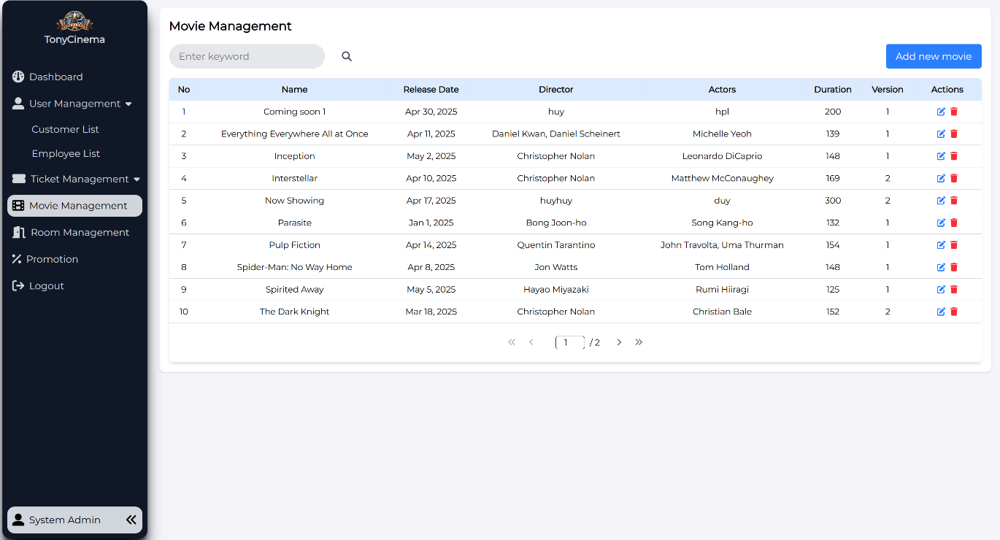 TonyCinema
Dashboard
User Management
Customer List
Employee List
Ticket Management
Movie Management
Room Management
Promotion
Logout
System Admin
Movie Management
Enter keyword
Add new movie
No Name Release Date Director Actors Duration Version Actions
1 Coming soon 1 Apr 30, 2025 huy hpl 200 1
2 Everything Everywhere All at Once Apr 11, 2025 Daniel Kwan, Daniel Scheinert Michelle Yeoh 139 1
3 Inception May 2, 2025 Christopher Nolan Leonardo DiCaprio 148 1
4 Interstellar Apr 10, 2025 Christopher Nolan Matthew McConaughey 169 2
5 Now Showing Apr 17, 2025 huyhuy duy 300 2
6 Parasite Jan 1, 2025 Bong Joon-ho Song Kang-ho 132 1
7 Pulp Fiction Apr 14, 2025 Quentin Tarantino John Travolta, Uma Thurman 154 1
8 Spider-Man: No Way Home Apr 8, 2025 Jon Watts Tom Holland 148 1
9 Spirited Away May 5, 2025 Hayao Miyazaki Rumi Hiiragi 125 1
10 The Dark Knight Mar 18, 2025 Christopher Nolan Christian Bale 152 2
1 / 2